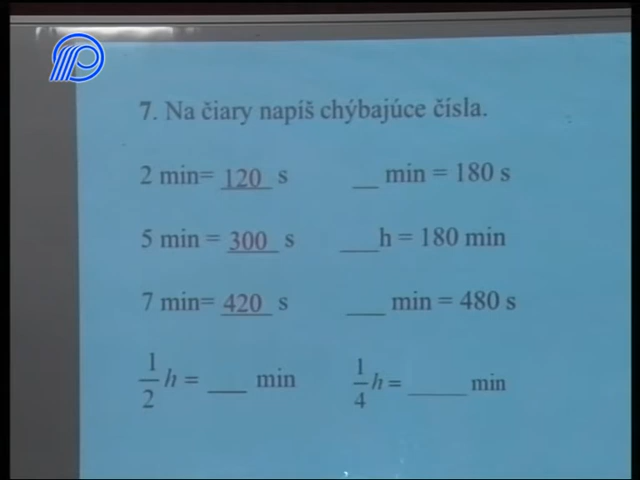 7. Na čiary napíš chýbajúce čísla.
2 min= 120 s ___ min = 180 s
5 min = 300 s ___h = 180 min
7 min= 420 s ___ min = 480 s
1/2 h = ___ min 1/4 h = _____ min